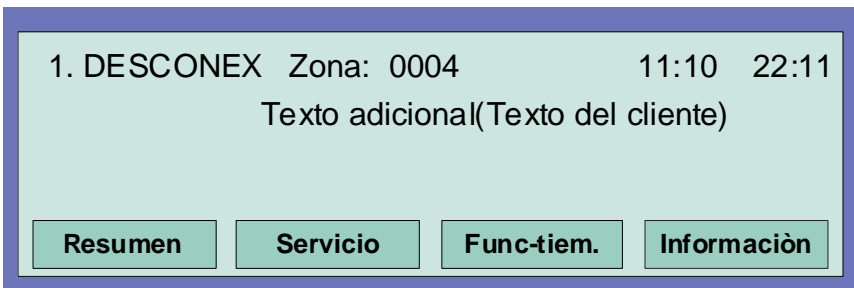 1. DESCONEX Zona: 0004 11:10 22:11
Texto adicional(Texto del cliente)
Resumen Servicio Func-tiem. Informaciòn